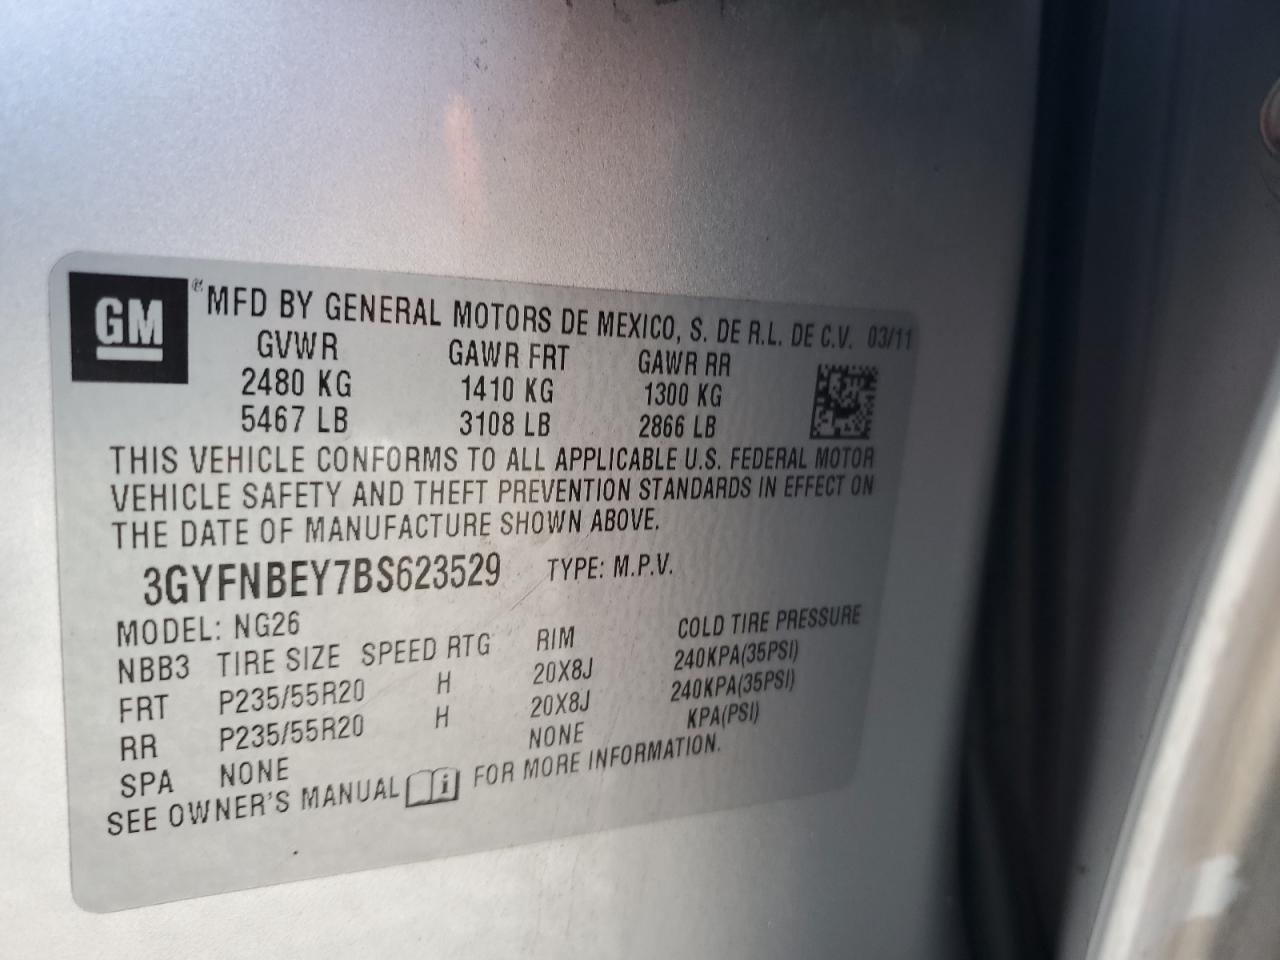 GM
® MFD BY GENERAL MOTORS DE MEXICO, S. DE R.L. DE C.V. 03/11
GVWR GAWR FRT GAWR RR
2480 KG 1410 KG 1300 KG
5467 LB 3108 LB 2866 LB
THIS VEHICLE CONFORMS TO ALL APPLICABLE U.S. FEDERAL MOTOR
VEHICLE SAFETY AND THEFT PREVENTION STANDARDS IN EFFECT ON
THE DATE OF MANUFACTURE SHOWN ABOVE.
3GYFNBEY7BS623529 TYPE: M.P.V.
MODEL: NG26
NBB3 TIRE SIZE SPEED RTG RIM COLD TIRE PRESSURE
FRT P235/55R20 H 20X8J 240KPA(35PSI)
RR P235/55R20 H 20X8J 240KPA(35PSI)
SPA NONE NONE KPA(PSI)
SEE OWNER'S MANUAL i FOR MORE INFORMATION.